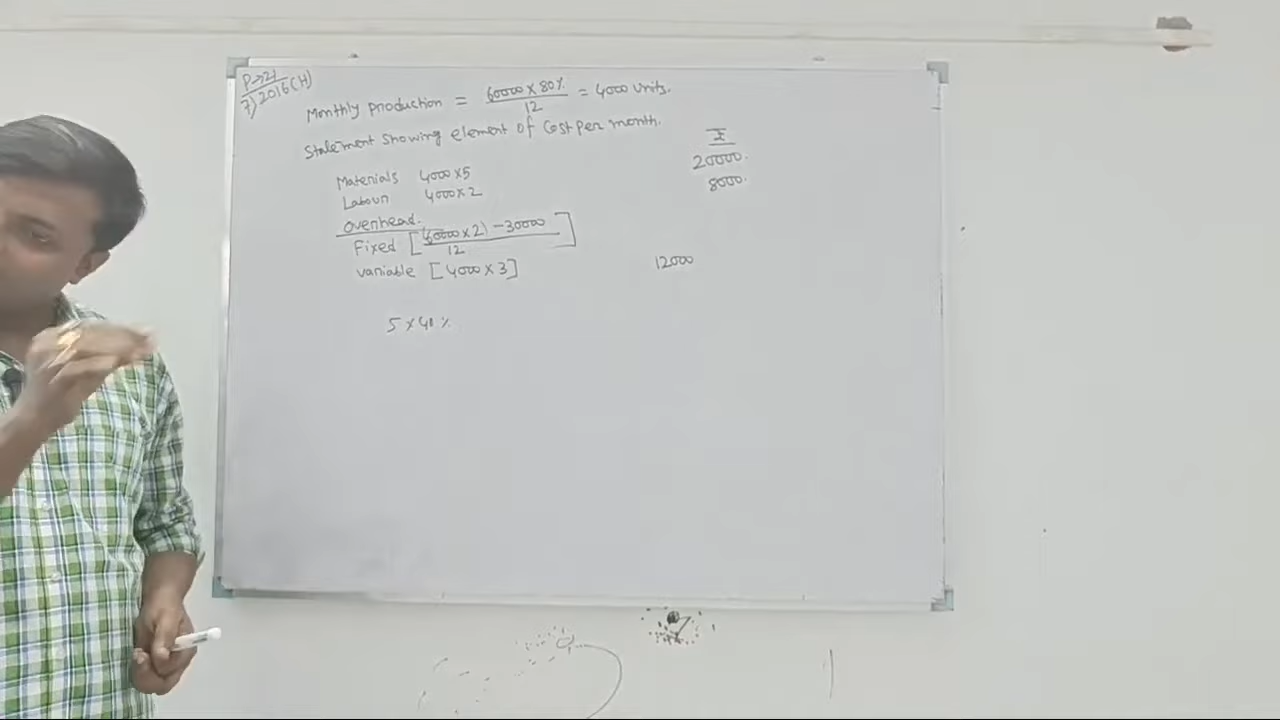 P→21
7) 2016 (H)
Monthly production = 60000 × 80% / 12 = 4000 units.
Statement showing element of cost per month.
₹
Materials 4000×5 20000.
Labour 4000×2 8000.
overhead.
Fixed [(60000×2) - 30000 / 12]
variable [4000×3] 12000
5 × 40%